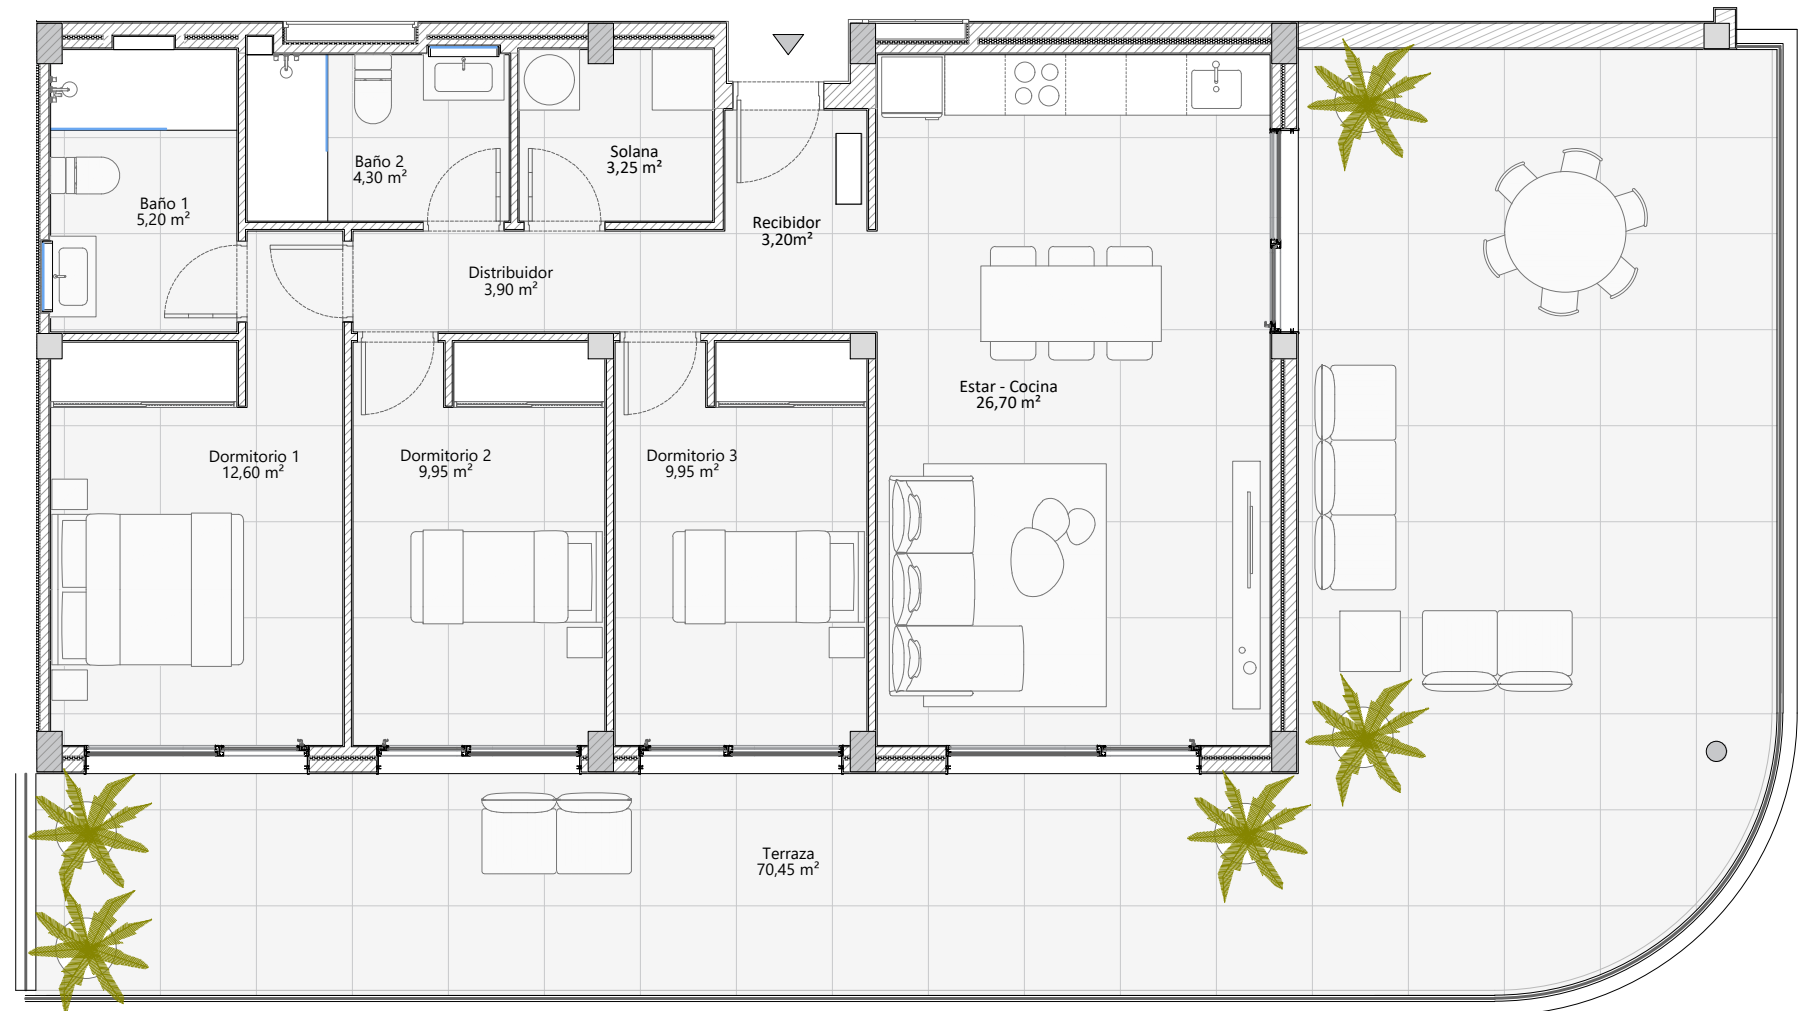 Baño 1
5,20 m²
Baño 2
4,30 m²
Solana
3,25 m²
Recibidor
3,20m²
Distribuidor
3,90 m²
Estar - Cocina
26,70 m²
Dormitorio 1
12,60 m²
Dormitorio 2
9,95 m²
Dormitorio 3
9,95 m²
Terraza
70,45 m²